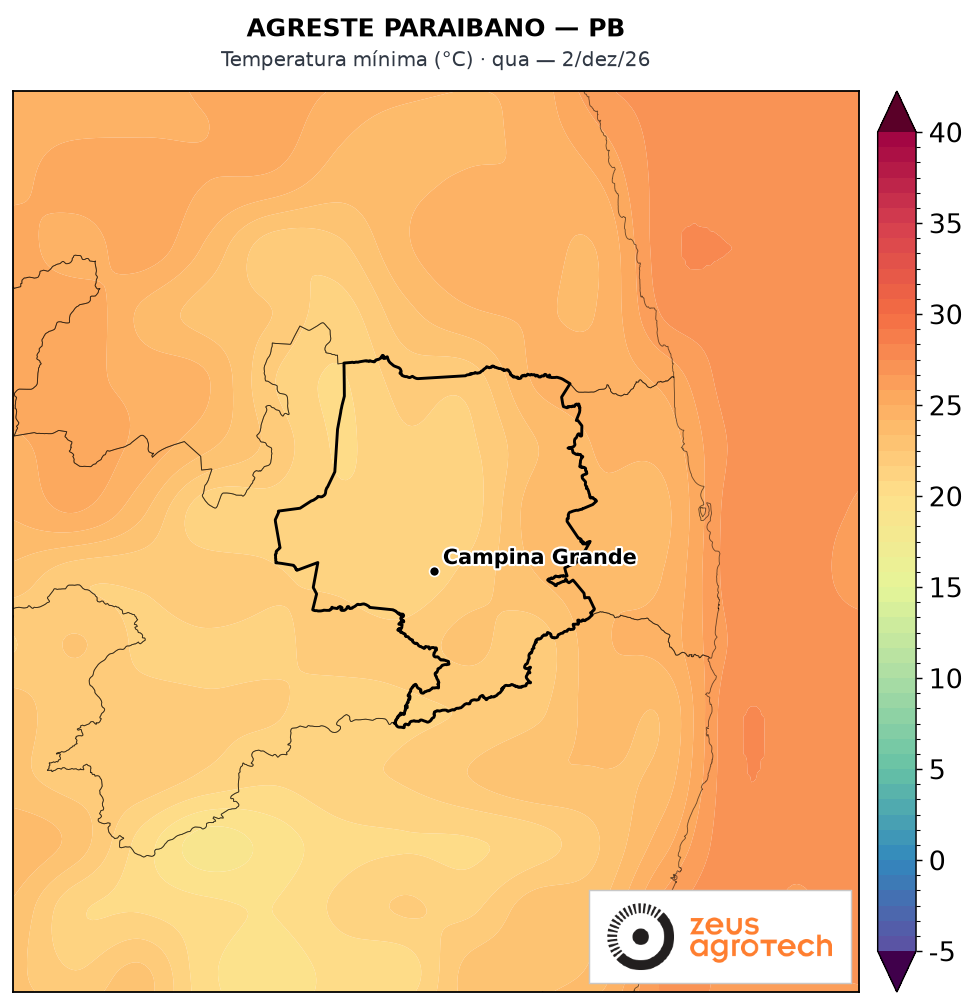 AGRESTE PARAIBANO — PB
Temperatura mínima (°C) · qua — 2/dez/26
40
35
30
25
20
15
10
5
0
-5
Campina Grande
zeus
agrotech